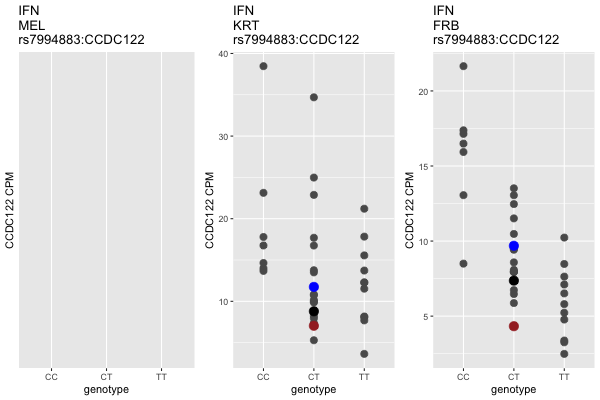 IFN
MEL
rs7994883:CCDC122
CCDC122 CPM
CC CT TT
genotype
IFN
KRT
rs7994883:CCDC122
CCDC122 CPM
40
30
20
10
CC CT TT
genotype
IFN
FRB
rs7994883:CCDC122
CCDC122 CPM
20
15
10
5
CC CT TT
genotype